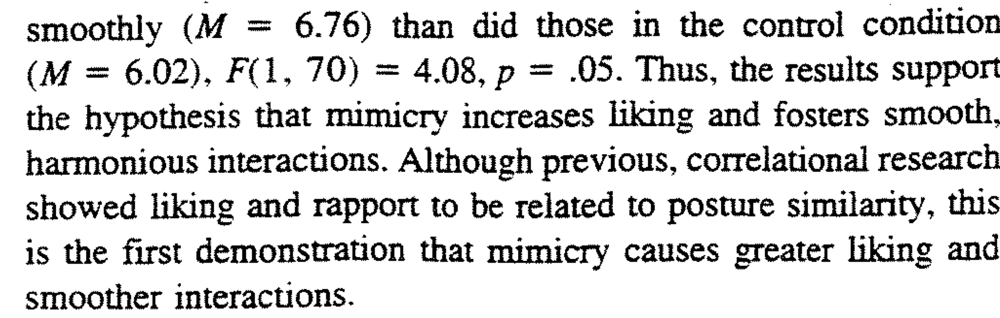 smoothly (M = 6.76) than did those in the control condition
(M = 6.02), F(1, 70) = 4.08, p = .05. Thus, the results support
the hypothesis that mimicry increases liking and fosters smooth,
harmonious interactions. Although previous, correlational research
showed liking and rapport to be related to posture similarity, this
is the first demonstration that mimicry causes greater liking and
smoother interactions.